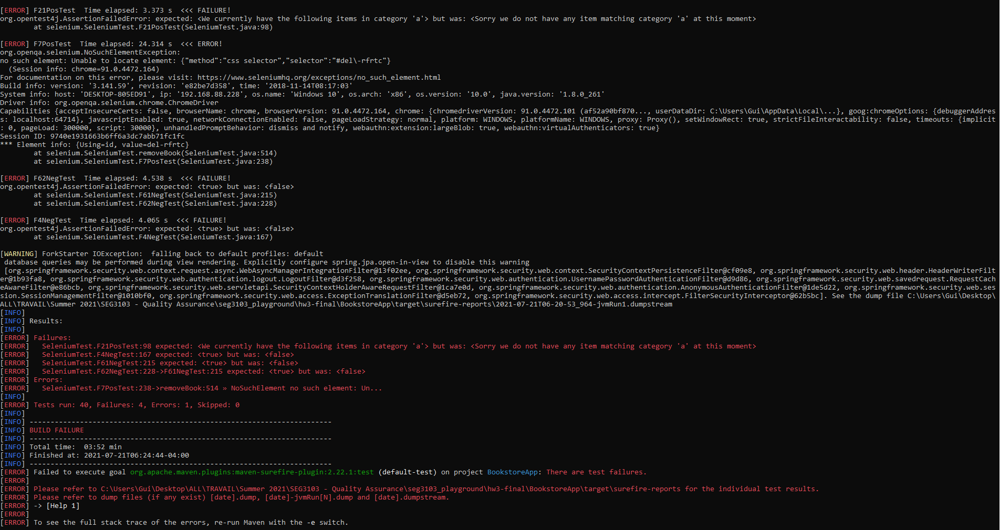 [ERROR] F21PosTest  Time elapsed: 3.373 s  <<< FAILURE!
org.opentest4j.AssertionFailedError: expected: <We currently have the following items in category 'a'> but was: <Sorry we do not have any item matching category 'a' at this moment>
        at selenium.SeleniumTest.F21PosTest(SeleniumTest.java:98)
[ERROR] F7PosTest  Time elapsed: 24.314 s  <<< ERROR!
org.openqa.selenium.NoSuchElementException:
no such element: Unable to locate element: {"method":"css selector","selector":"#del\-rfrtc"}
  (Session info: chrome=91.0.4472.164)
For documentation on this error, please visit: https://www.seleniumhq.org/exceptions/no_such_element.html
Build info: version: '3.141.59', revision: 'e82be7d358', time: '2018-11-14T08:17:03'
System info: host: 'DESKTOP-805ED91', ip: '192.168.88.228', os.name: 'Windows 10', os.arch: 'x86', os.version: '10.0', java.version: '1.8.0_261'
Driver info: org.openqa.selenium.chrome.ChromeDriver
Capabilities {acceptInsecureCerts: false, browserName: chrome, browserVersion: 91.0.4472.164, chrome: {chromedriverVersion: 91.0.4472.101 (af52a90bf870..., userDataDir: C:\Users\Gui\AppData\Local\...}, goog:chromeOptions: {debuggerAddres
s: localhost:64714}, javascriptEnabled: true, networkConnectionEnabled: false, pageLoadStrategy: normal, platform: WINDOWS, platformName: WINDOWS, proxy: Proxy(), setWindowRect: true, strictFileInteractability: false, timeouts: {implicit
: 0, pageLoad: 300000, script: 30000}, unhandledPromptBehavior: dismiss and notify, webauthn:extension:largeBlob: true, webauthn:virtualAuthenticators: true}
Session ID: 9740e1931663b6ff6a3dc7abb71fc1fc
*** Element info: {Using=id, value=del-rfrtc}
        at selenium.SeleniumTest.removeBook(SeleniumTest.java:514)
        at selenium.SeleniumTest.F7PosTest(SeleniumTest.java:238)
[ERROR] F62NegTest  Time elapsed: 4.538 s  <<< FAILURE!
org.opentest4j.AssertionFailedError: expected: <true> but was: <false>
        at selenium.SeleniumTest.F61NegTest(SeleniumTest.java:215)
        at selenium.SeleniumTest.F62NegTest(SeleniumTest.java:228)
[ERROR] F4NegTest  Time elapsed: 4.065 s  <<< FAILURE!
org.opentest4j.AssertionFailedError: expected: <true> but was: <false>
        at selenium.SeleniumTest.F4NegTest(SeleniumTest.java:167)
[WARNING] ForkStarter IOException:  falling back to default profiles: default
 database queries may be performed during view rendering. Explicitly configure spring.jpa.open-in-view to disable this warning
 [org.springframework.security.web.context.request.async.WebAsyncManagerIntegrationFilter@13f02ee, org.springframework.security.web.context.SecurityContextPersistenceFilter@cf09e8, org.springframework.security.web.header.HeaderWriterFilt
er@1b93fa8, org.springframework.security.web.authentication.logout.LogoutFilter@d3f258, org.springframework.security.web.authentication.UsernamePasswordAuthenticationFilter@d9d86, org.springframework.security.web.savedrequest.RequestCach
eAwareFilter@e86bcb, org.springframework.security.web.servletapi.SecurityContextHolderAwareRequestFilter@1ca7e0d, org.springframework.security.web.authentication.AnonymousAuthenticationFilter@1de5d22, org.springframework.security.web.ses
sion.SessionManagementFilter@1010bf0, org.springframework.security.web.access.ExceptionTranslationFilter@d5eb72, org.springframework.security.web.access.intercept.FilterSecurityInterceptor@62b5bc]. See the dump file C:\Users\Gui\Desktop\
ALL\TRAVAIL\Summer 2021\SEG3103 - Quality Assurance\seg3103_playground\hw3-final\BookstoreApp\target\surefire-reports\2021-07-21T06-20-53_964-jvmRun1.dumpstream
[INFO]
[INFO] Results:
[INFO]
[ERROR] Failures:
[ERROR]   SeleniumTest.F21PosTest:98 expected: <We currently have the following items in category 'a'> but was: <Sorry we do not have any item matching category 'a' at this moment>
[ERROR]   SeleniumTest.F4NegTest:167 expected: <true> but was: <false>
[ERROR]   SeleniumTest.F61NegTest:215 expected: <true> but was: <false>
[ERROR]   SeleniumTest.F62NegTest:228->F61NegTest:215 expected: <true> but was: <false>
[ERROR] Errors:
[ERROR]   SeleniumTest.F7PosTest:238->removeBook:514 » NoSuchElement no such element: Un...
[INFO]
[ERROR] Tests run: 40, Failures: 4, Errors: 1, Skipped: 0
[INFO]
[INFO] ------------------------------------------------------------------------
[INFO] BUILD FAILURE
[INFO] ------------------------------------------------------------------------
[INFO] Total time:  03:52 min
[INFO] Finished at: 2021-07-21T06:24:44-04:00
[INFO] ------------------------------------------------------------------------
[ERROR] Failed to execute goal org.apache.maven.plugins:maven-surefire-plugin:2.22.1:test (default-test) on project BookstoreApp: There are test failures.
[ERROR]
[ERROR] Please refer to C:\Users\Gui\Desktop\ALL\TRAVAIL\Summer 2021\SEG3103 - Quality Assurance\seg3103_playground\hw3-final\BookstoreApp\target\surefire-reports for the individual test results.
[ERROR] Please refer to dump files (if any exist) [date].dump, [date]-jvmRun[N].dump and [date].dumpstream.
[ERROR] -> [Help 1]
[ERROR]
[ERROR] To see the full stack trace of the errors, re-run Maven with the -e switch.